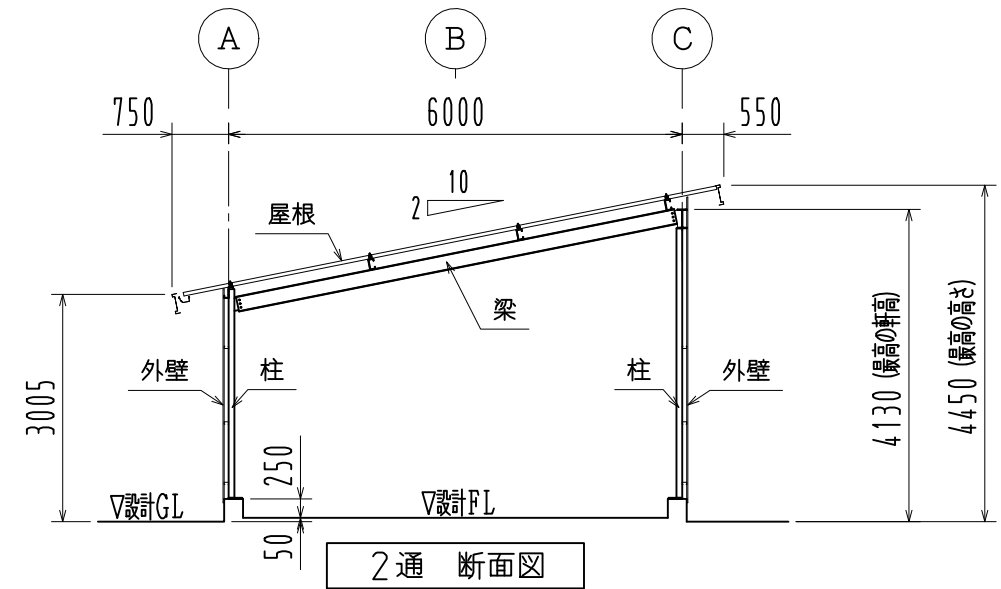 A
B
C
750
6000
550
10
2
屋根
梁
外壁
柱
柱
外壁
3005
4130 (最高の軒高)
4450 (最高の高さ)
250
▽設計GL
▽設計FL
50
2通 断面図